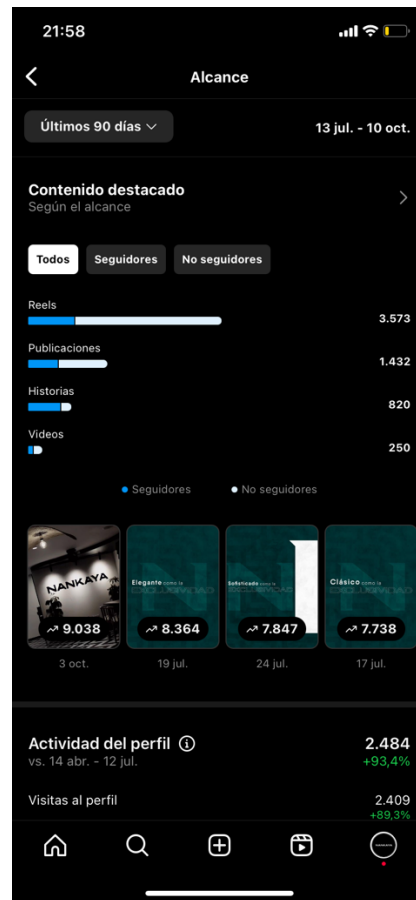 21:58
Alcance
Últimos 90 días
13 jul. - 10 oct.
Contenido destacado
Según el alcance
Todos Seguidores No seguidores
Reels
3.573
Publicaciones
1.432
Historias
820
Videos
250
Seguidores No seguidores
NANKAYA
Elegante como la
EXCLUSIVIDAD
Sofisticado como la
EXCLUSIVIDAD
Clásico como la
EXCLUSIVIDAD
9.038 8.364 7.847 7.738
3 oct. 19 jul. 24 jul. 17 jul.
Actividad del perfil
2.484
vs. 14 abr. - 12 jul.
+93,4%
Visitas al perfil
2.409
+89,3%